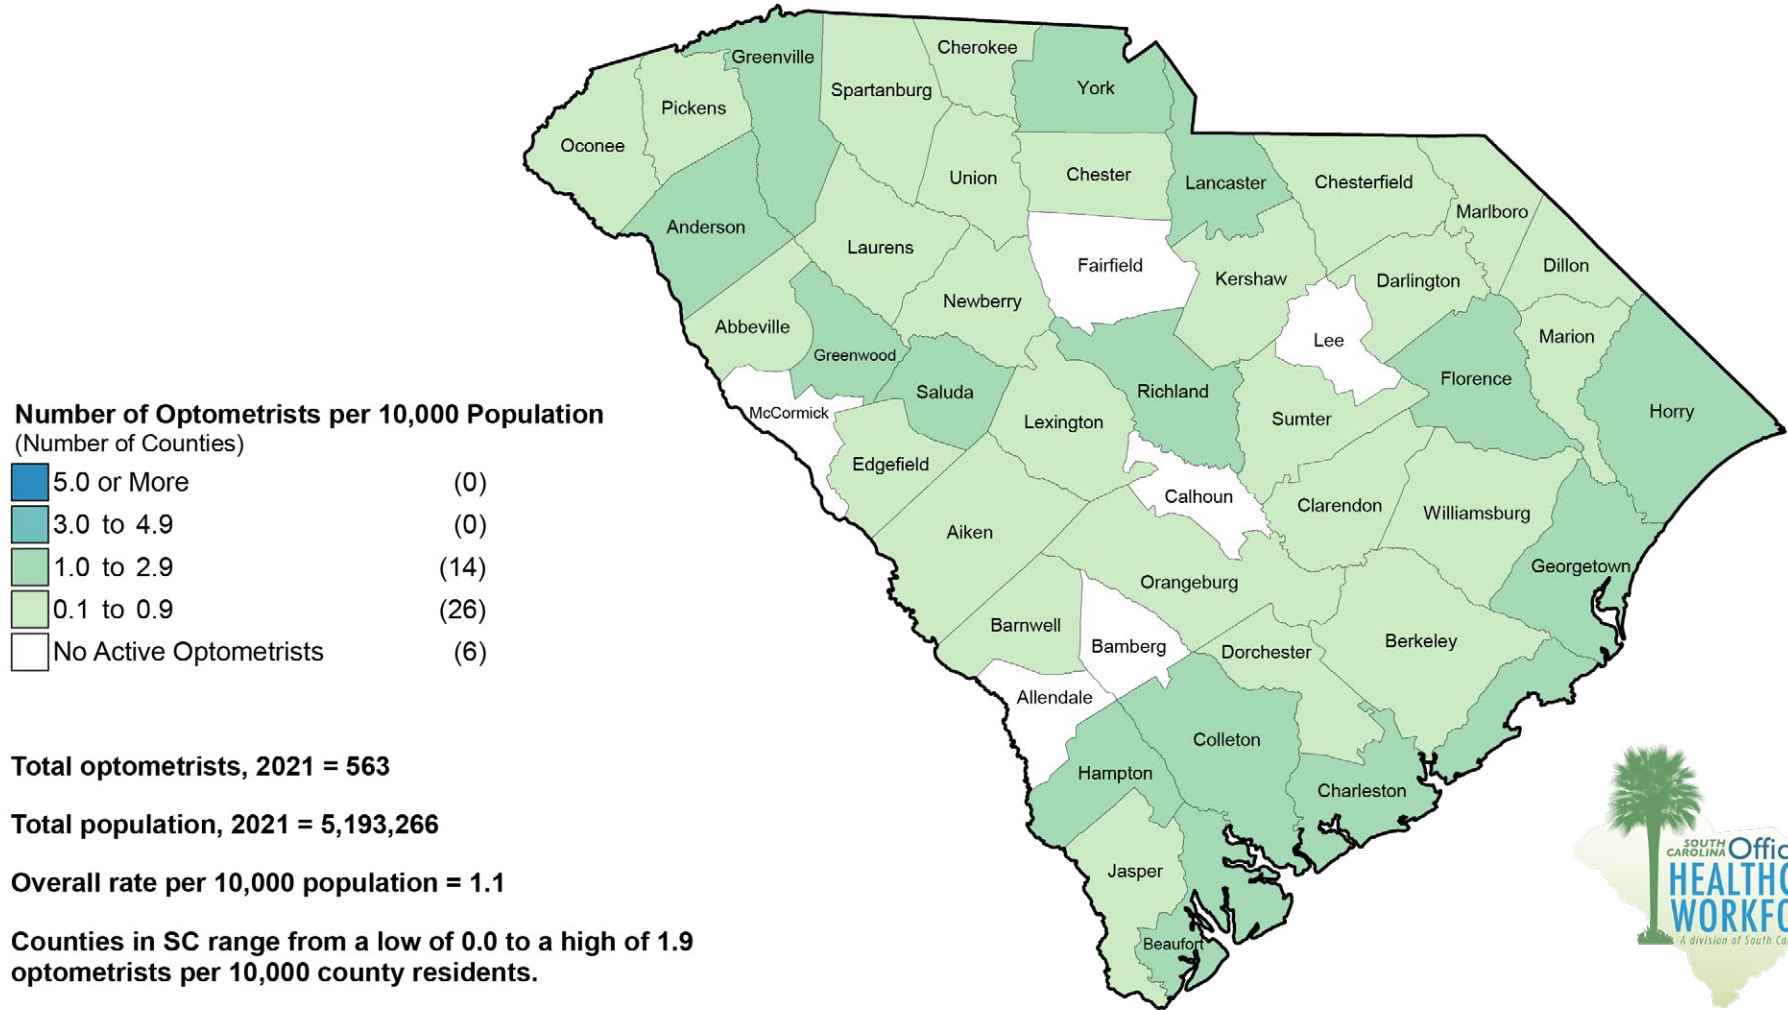 Greenville
Cherokee
Spartanburg
York
Pickens
Oconee
Union
Chester
Lancaster
Chesterfield
Marlboro
Anderson
Laurens
Fairfield
Kershaw
Darlington
Dillon
Newberry
Abbeville
Greenwood
Lee
Marion
Saluda
Richland
Florence
Horry
McCormick
Lexington
Sumter
Edgefield
Calhoun
Clarendon
Williamsburg
Aiken
Georgetown
Orangeburg
Barnwell
Bamberg
Dorchester
Berkeley
Allendale
Colleton
Hampton
Charleston
Jasper
Beaufort
Number of Optometrists per 10,000 Population
(Number of Counties)
5.0 or More (0)
3.0 to 4.9 (0)
1.0 to 2.9 (14)
0.1 to 0.9 (26)
No Active Optometrists (6)
Total optometrists, 2021 = 563
Total population, 2021 = 5,193,266
Overall rate per 10,000 population = 1.1
Counties in SC range from a low of 0.0 to a high of 1.9
optometrists per 10,000 county residents.
SOUTH
CAROLINA
A division of South